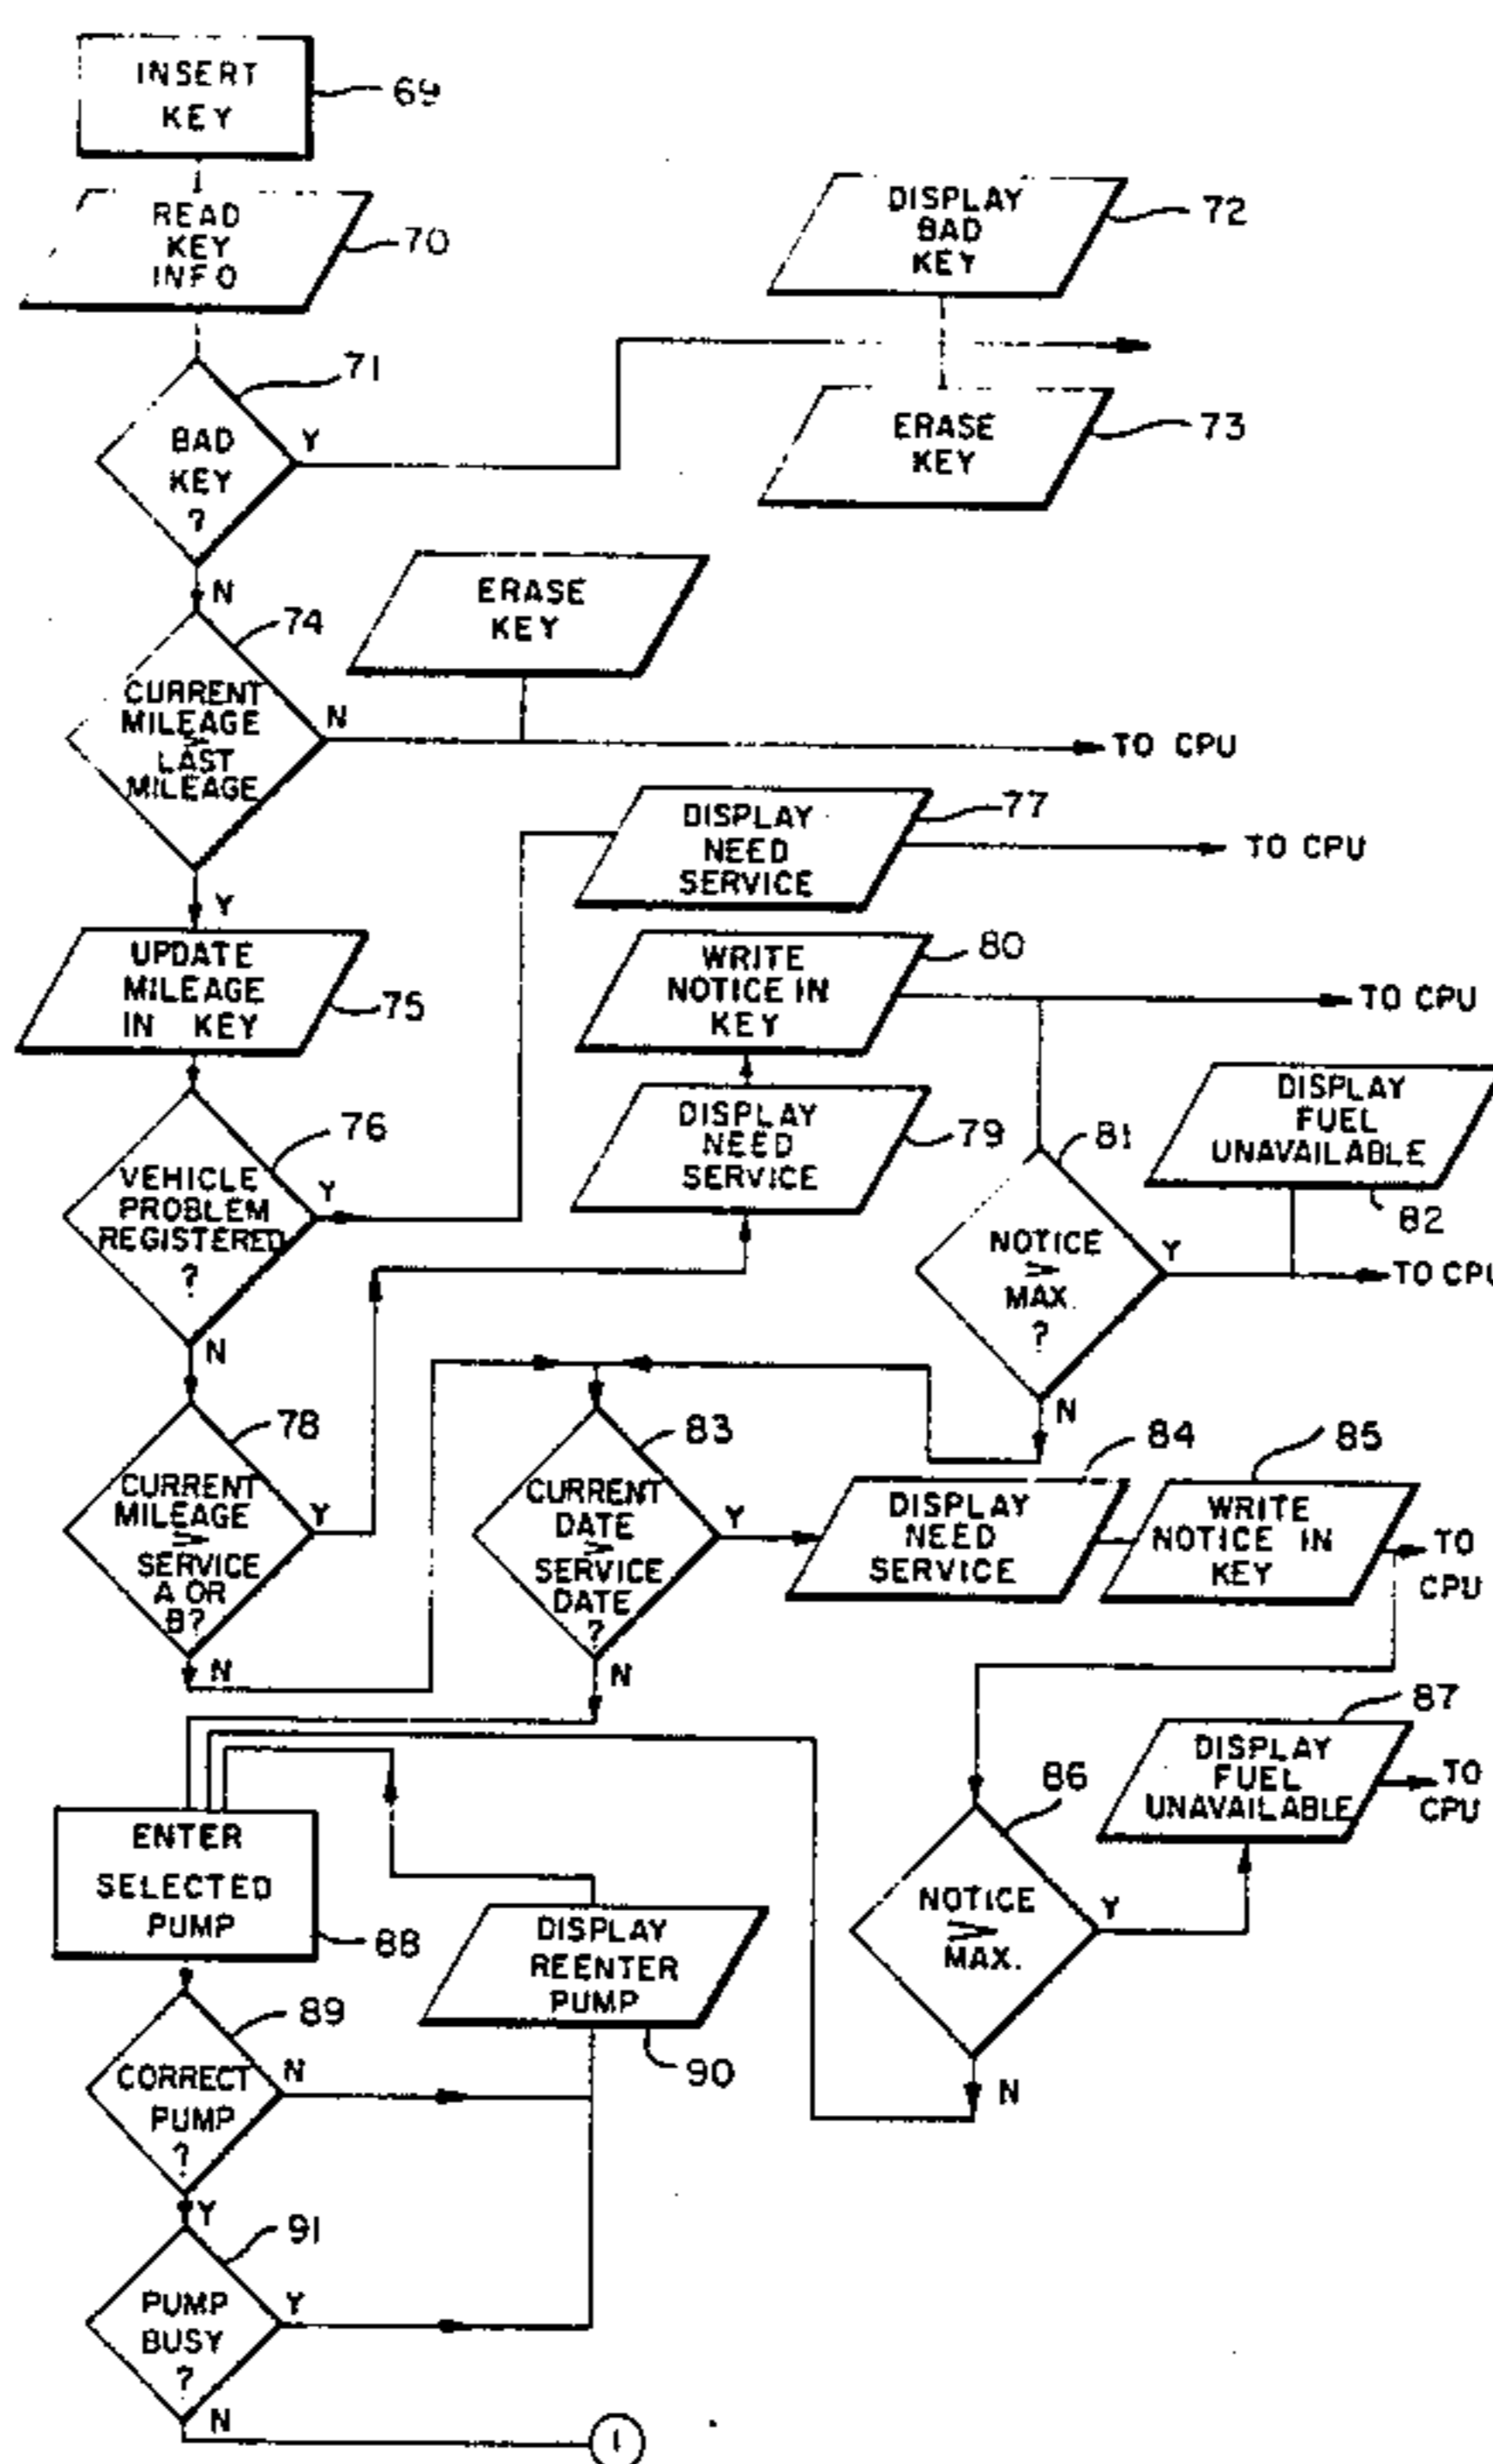 INSERT
KEY
69
READ
KEY
INFO
70
DISPLAY
BAD
KEY
72
71
BAD
KEY
?
Y
N
ERASE
KEY
73
ERASE
KEY
74
CURRENT
MILEAGE
>
LAST
MILEAGE
N
TO CPU
Y
DISPLAY
NEED
SERVICE
77
TO CPU
UPDATE
MILEAGE
IN KEY
75
WRITE
NOTICE IN
KEY
80
TO CPU
76
VEHICLE
PROBLEM
REGISTERED
?
Y
N
DISPLAY
NEED
SERVICE
79
81
NOTICE
≥
MAX.
?
Y
N
DISPLAY
FUEL
UNAVAILABLE
82
TO CPU
78
CURRENT
MILEAGE
≥
SERVICE
A OR
B?
Y
N
83
CURRENT
DATE
≥
SERVICE
DATE
?
Y
N
84
DISPLAY
NEED
SERVICE
85
WRITE
NOTICE IN
KEY
TO
CPU
86
NOTICE
≥
MAX.
Y
N
87
DISPLAY
FUEL
UNAVAILABLE
TO
CPU
ENTER
SELECTED
PUMP
88
DISPLAY
REENTER
PUMP
90
89
CORRECT
PUMP
?
N
Y
91
PUMP
BUSY
?
Y
N
1